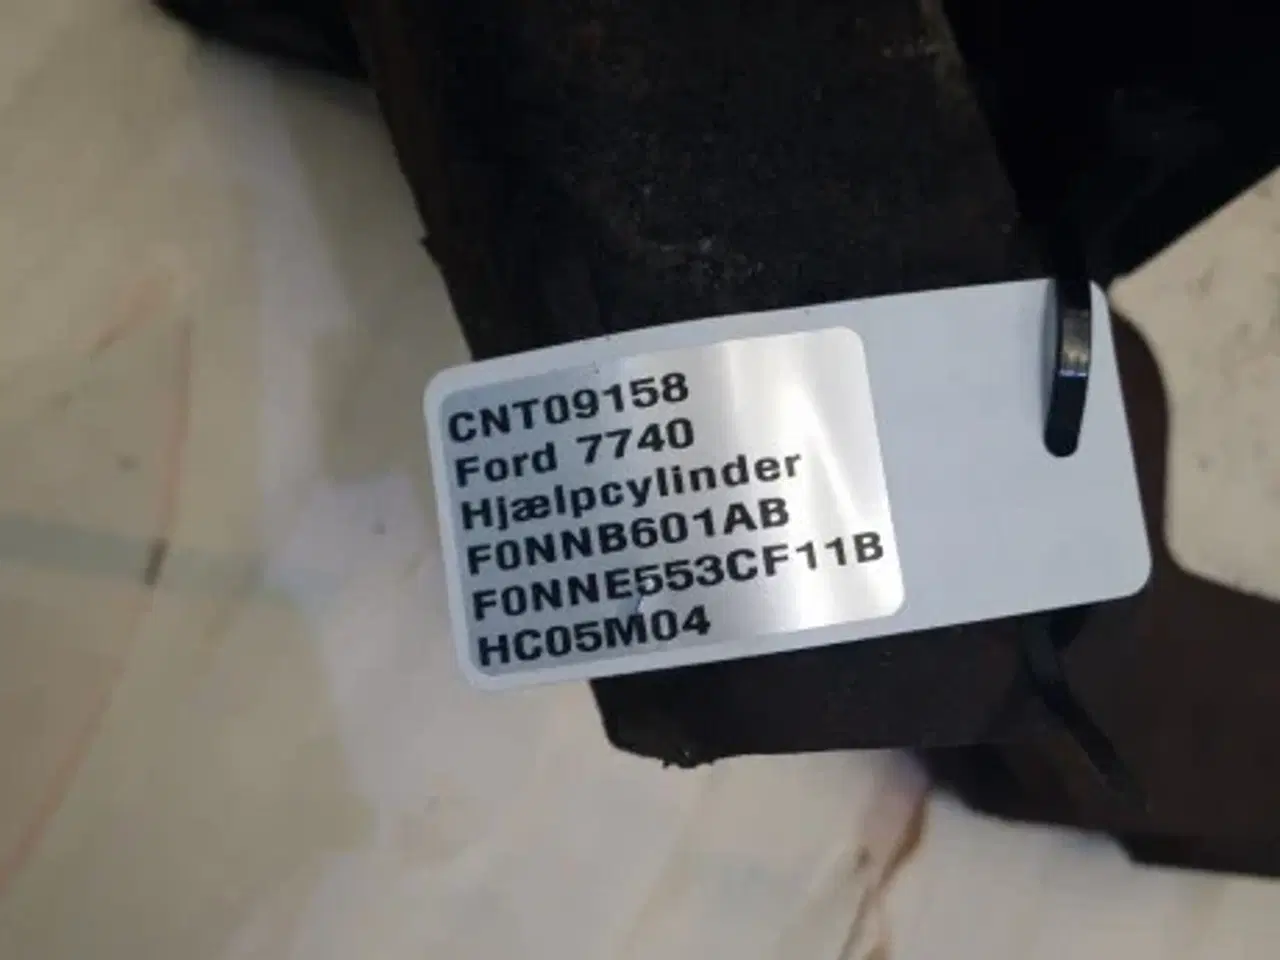 CNT09158
Ford 7740
Hjælpcylinder
F0NNB601AB
F0NNE553CF11B
HC05M04